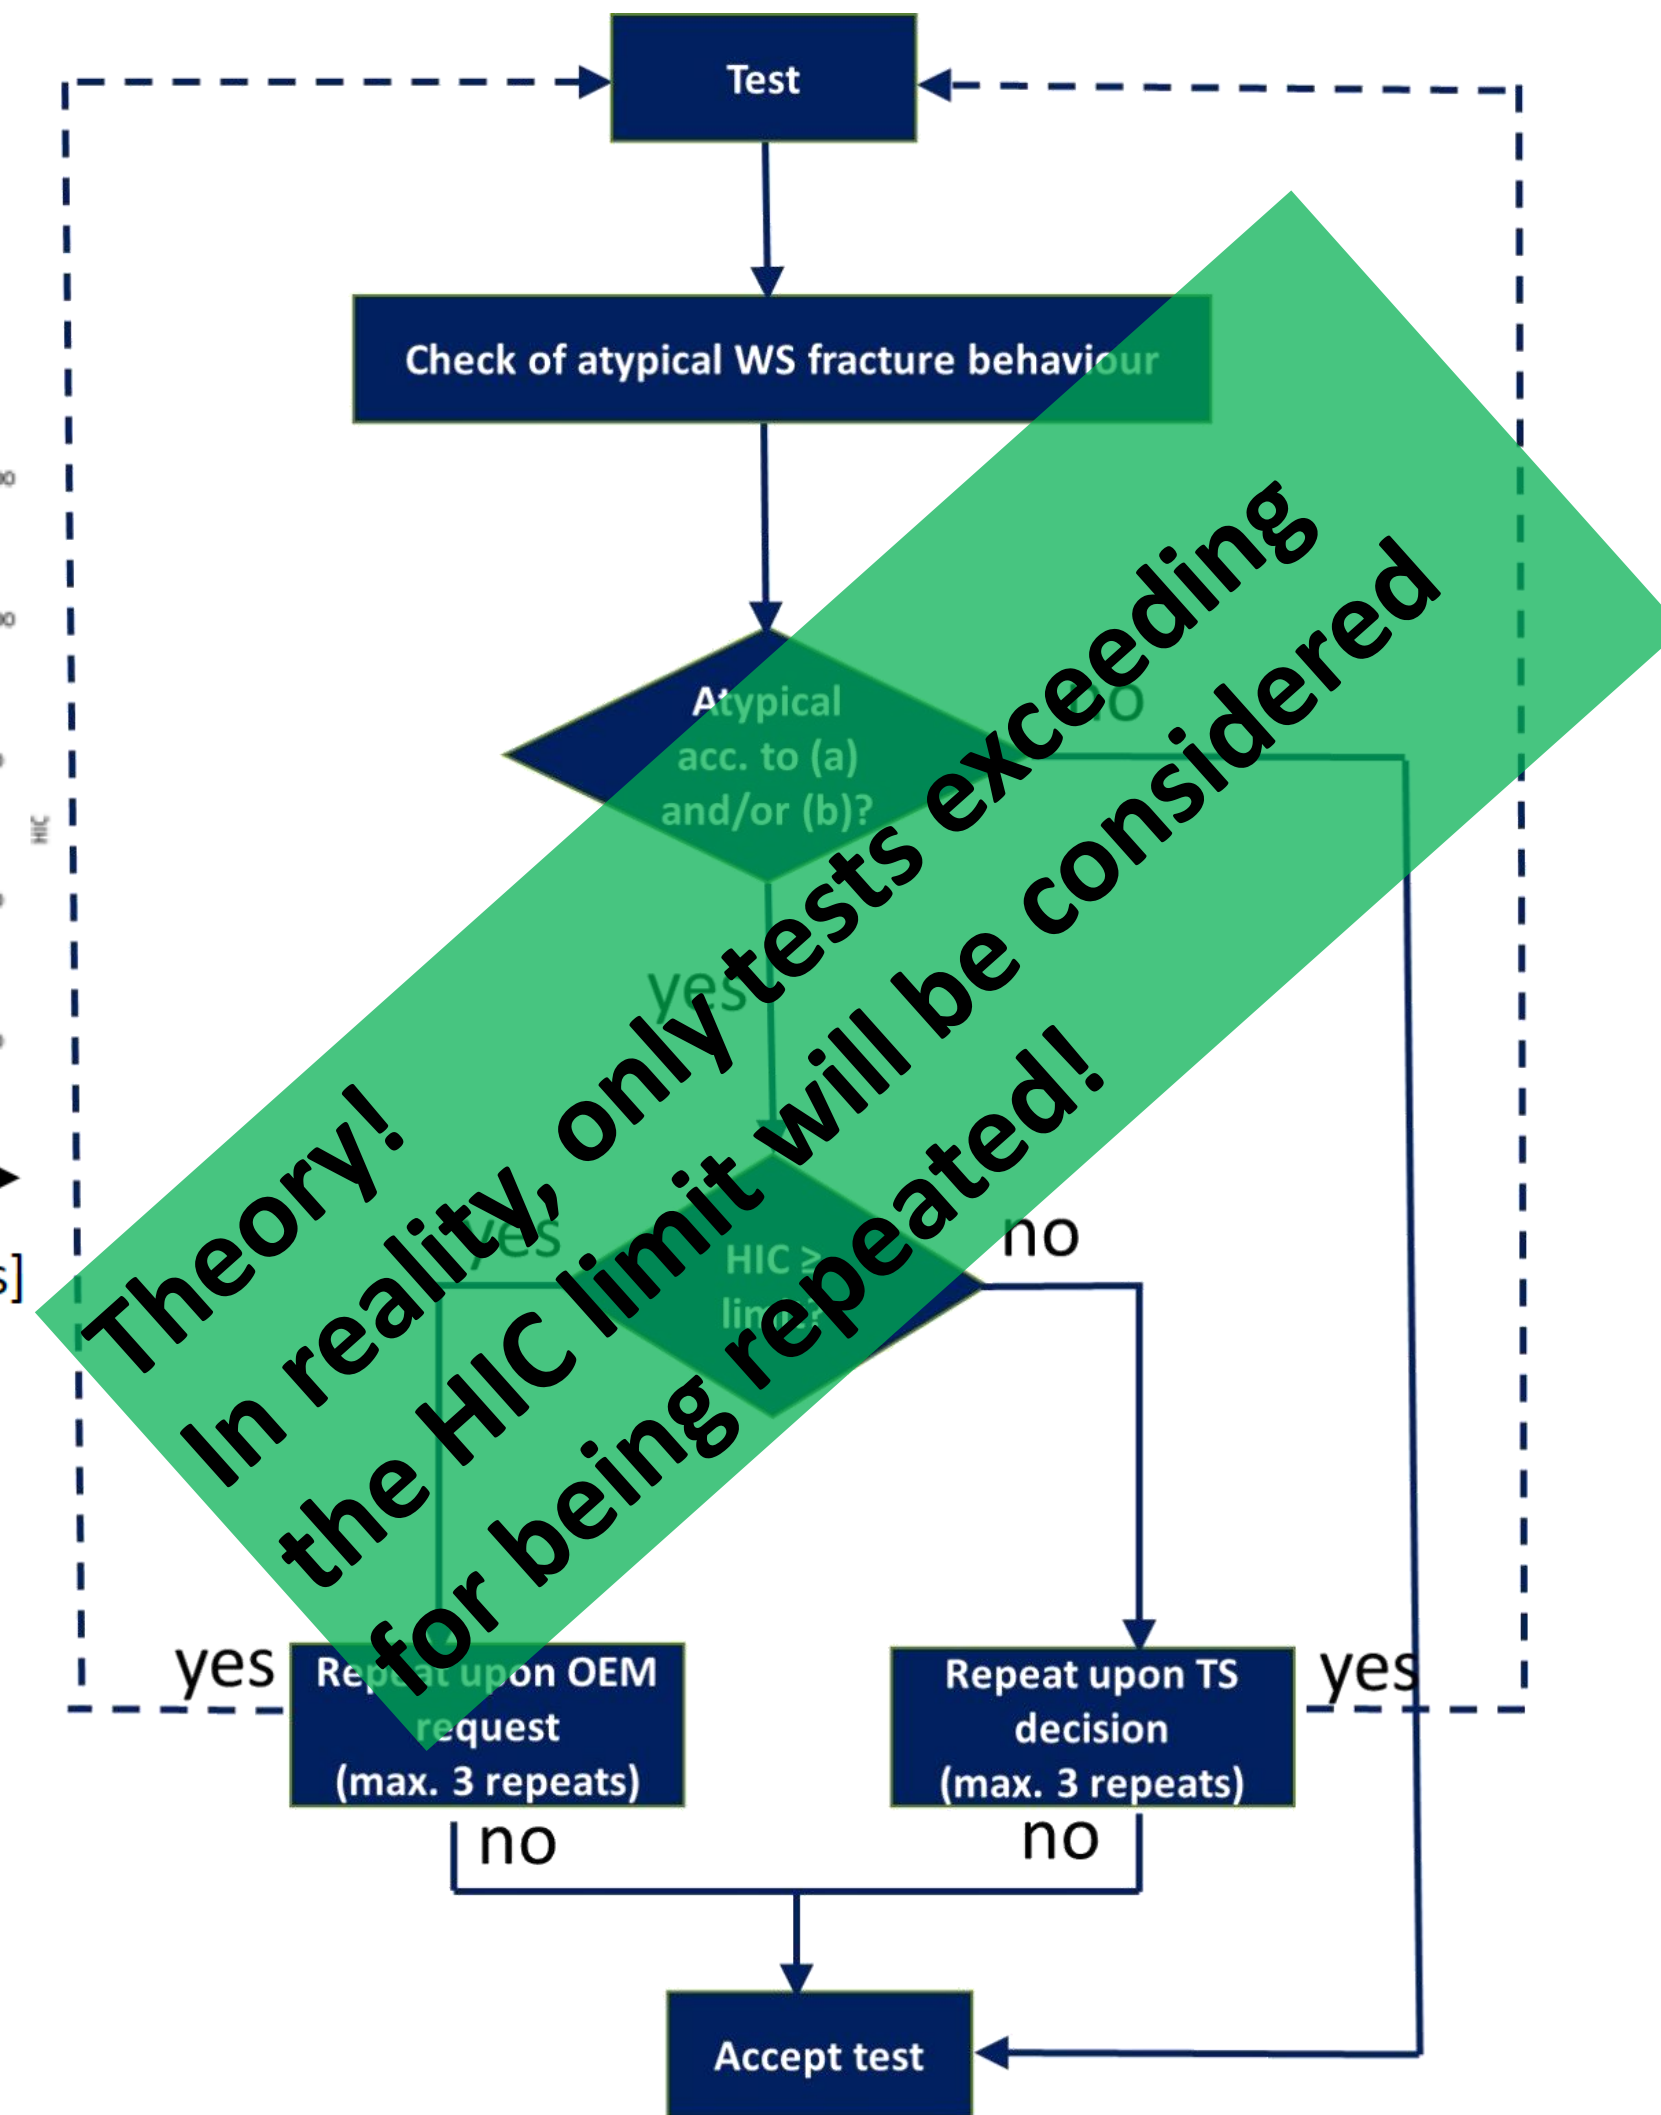 Test
Check of atypical WS fracture behaviour
Atypical
acc. to (a)
and/or (b)?
no
yes
HIC
Theory!
In reality, only tests exceeding
the HIC limit will be considered
for being repeated!
yes
HIC ≥
limit?
no
s]
yes
Repeat upon OEM
request
(max. 3 repeats)
Repeat upon TS
decision
(max. 3 repeats)
yes
no
no
Accept test